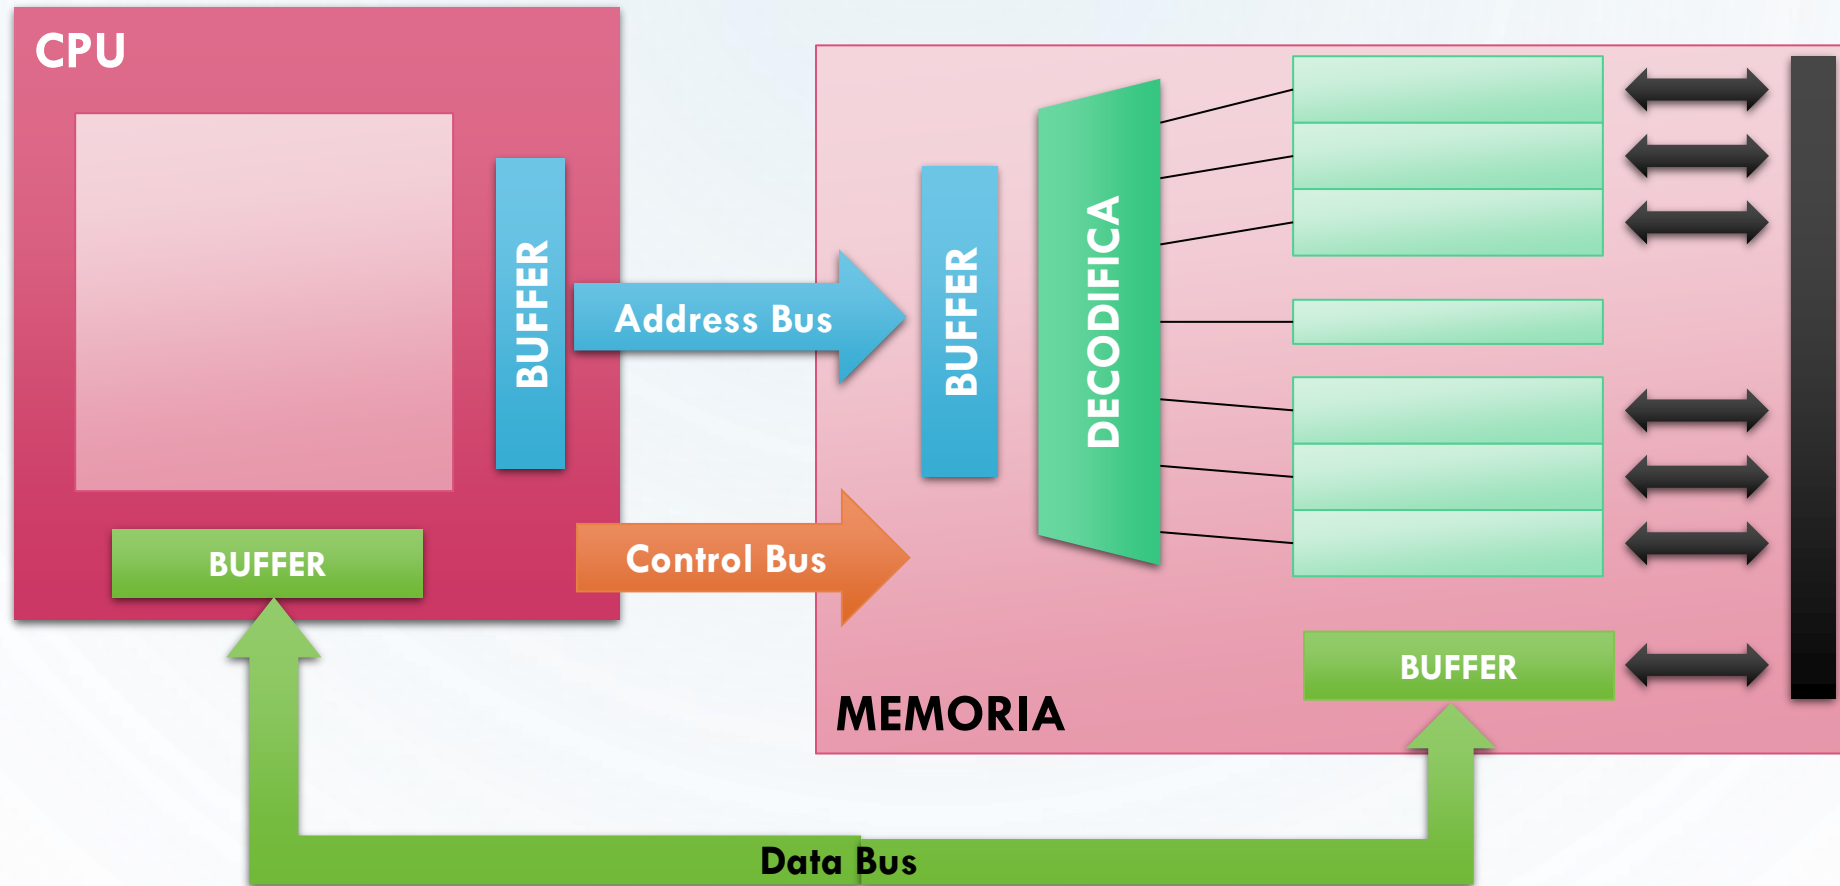 CPU
BUFFER
Address Bus
BUFFER
DECODIFICA
BUFFER
Control Bus
BUFFER
MEMORIA
Data Bus